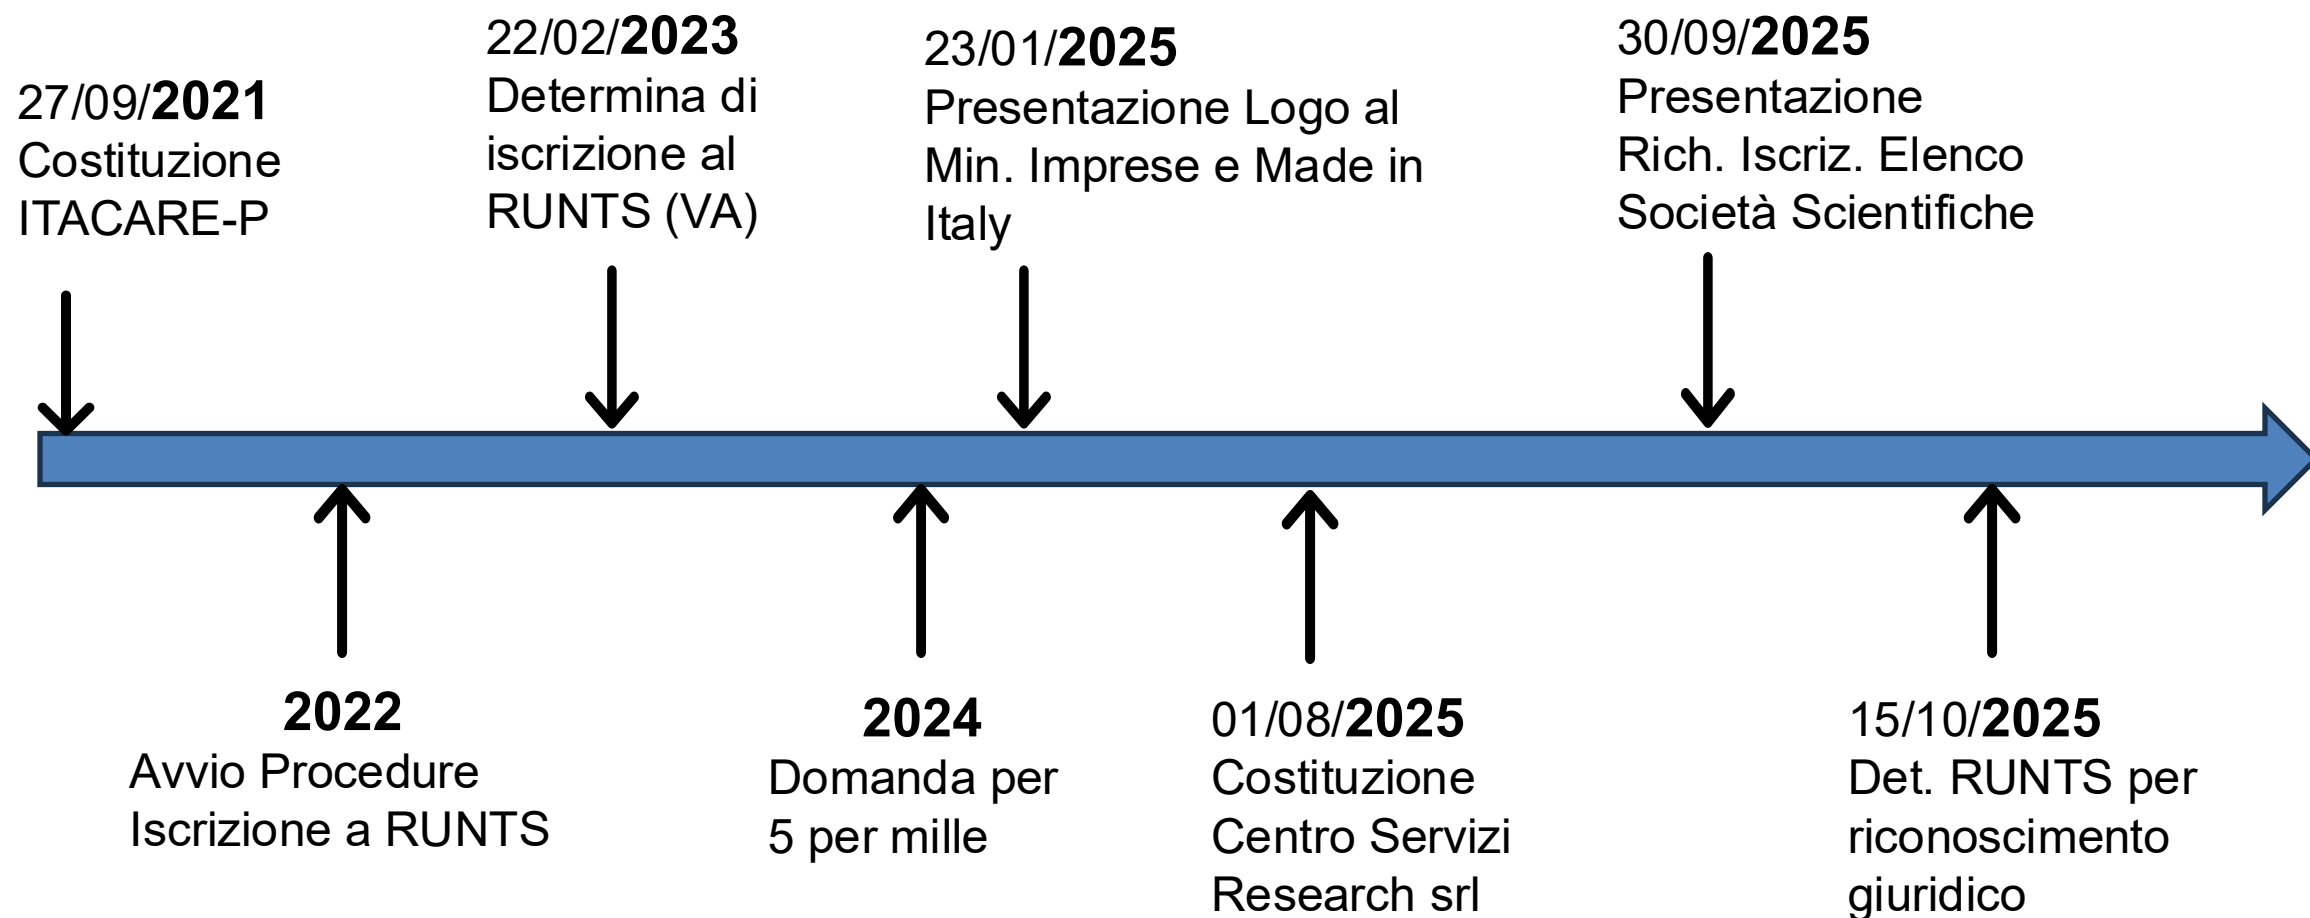 27/09/2021
Costituzione
ITACARE-P
22/02/2023
Determina di
iscrizione al
RUNTS (VA)
23/01/2025
Presentazione Logo al
Min. Imprese e Made in
Italy
30/09/2025
Presentazione
Rich. Iscriz. Elenco
Società Scientifiche
2022
Avvio Procedure
Iscrizione a RUNTS
2024
Domanda per
5 per mille
01/08/2025
Costituzione
Centro Servizi
Research srl
15/10/2025
Det. RUNTS per
riconoscimento
giuridico